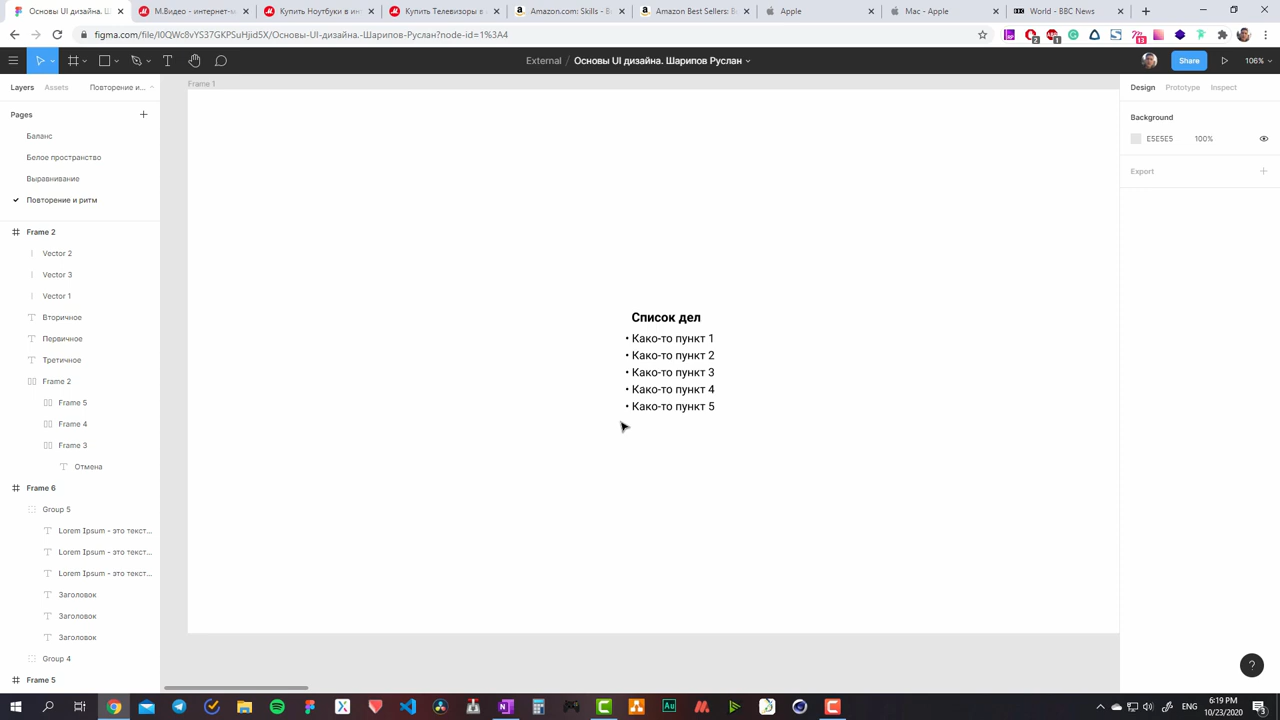 Основы UI-дизайна. Ш
М.Видео - интернет-м
Купить Ноутбуки в ин
Купить Телевизоры в
Amazon.com: Skills - B
Amazon Best Sellers: B
Apple
Mac - Apple
World - BBC News
figma.com/file/l0QWc8vYS37GKPSuHjid5X/Основы-UI-дизайна.-Шарипов-Руслан?node-id=1%3A4
External / Основы UI дизайна. Шарипов Руслан
Share
106%
Layers
Assets
Повторение и...
Frame 1
Design
Prototype
Inspect
Pages
Background
Баланс
E5E5E5
100%
Белое пространство
Export
Выравнивание
Повторение и ритм
Frame 2
Vector 2
Vector 3
Vector 1
Вторичное
Первичное
Третичное
Frame 2
Frame 5
Frame 4
Frame 3
Отмена
Frame 6
Group 5
Lorem Ipsum - это текст...
Lorem Ipsum - это текст...
Lorem Ipsum - это текст...
Заголовок
Заголовок
Заголовок
Group 4
Frame 5
Список дел
• Како-то пункт 1
• Како-то пункт 2
• Како-то пункт 3
• Како-то пункт 4
• Како-то пункт 5
?
ENG
6:19 PM
10/23/2020